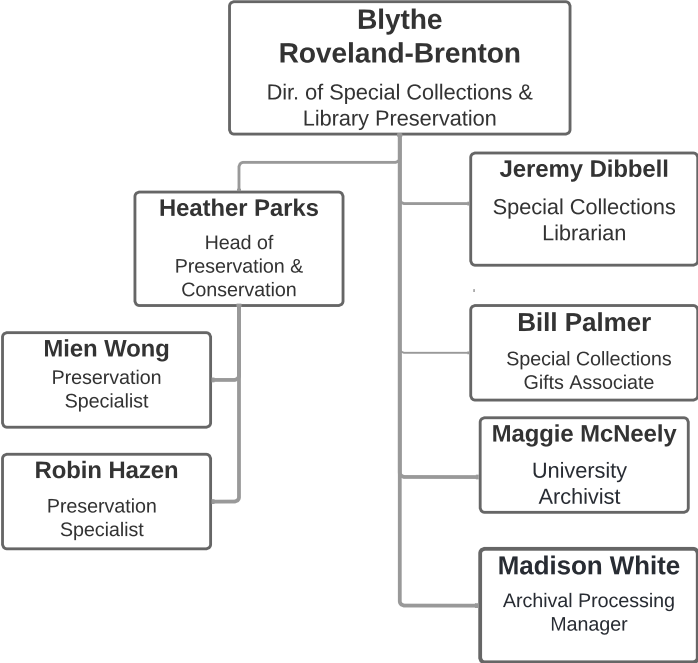 Blythe
Roveland-Brenton
Dir. of Special Collections &
Library Preservation
Jeremy Dibbell
Special Collections
Librarian
Heather Parks
Head of
Preservation &
Conservation
Bill Palmer
Special Collections
Gifts Associate
Mien Wong
Preservation
Specialist
Maggie McNeely
University
Archivist
Robin Hazen
Preservation
Specialist
Madison White
Archival Processing
Manager